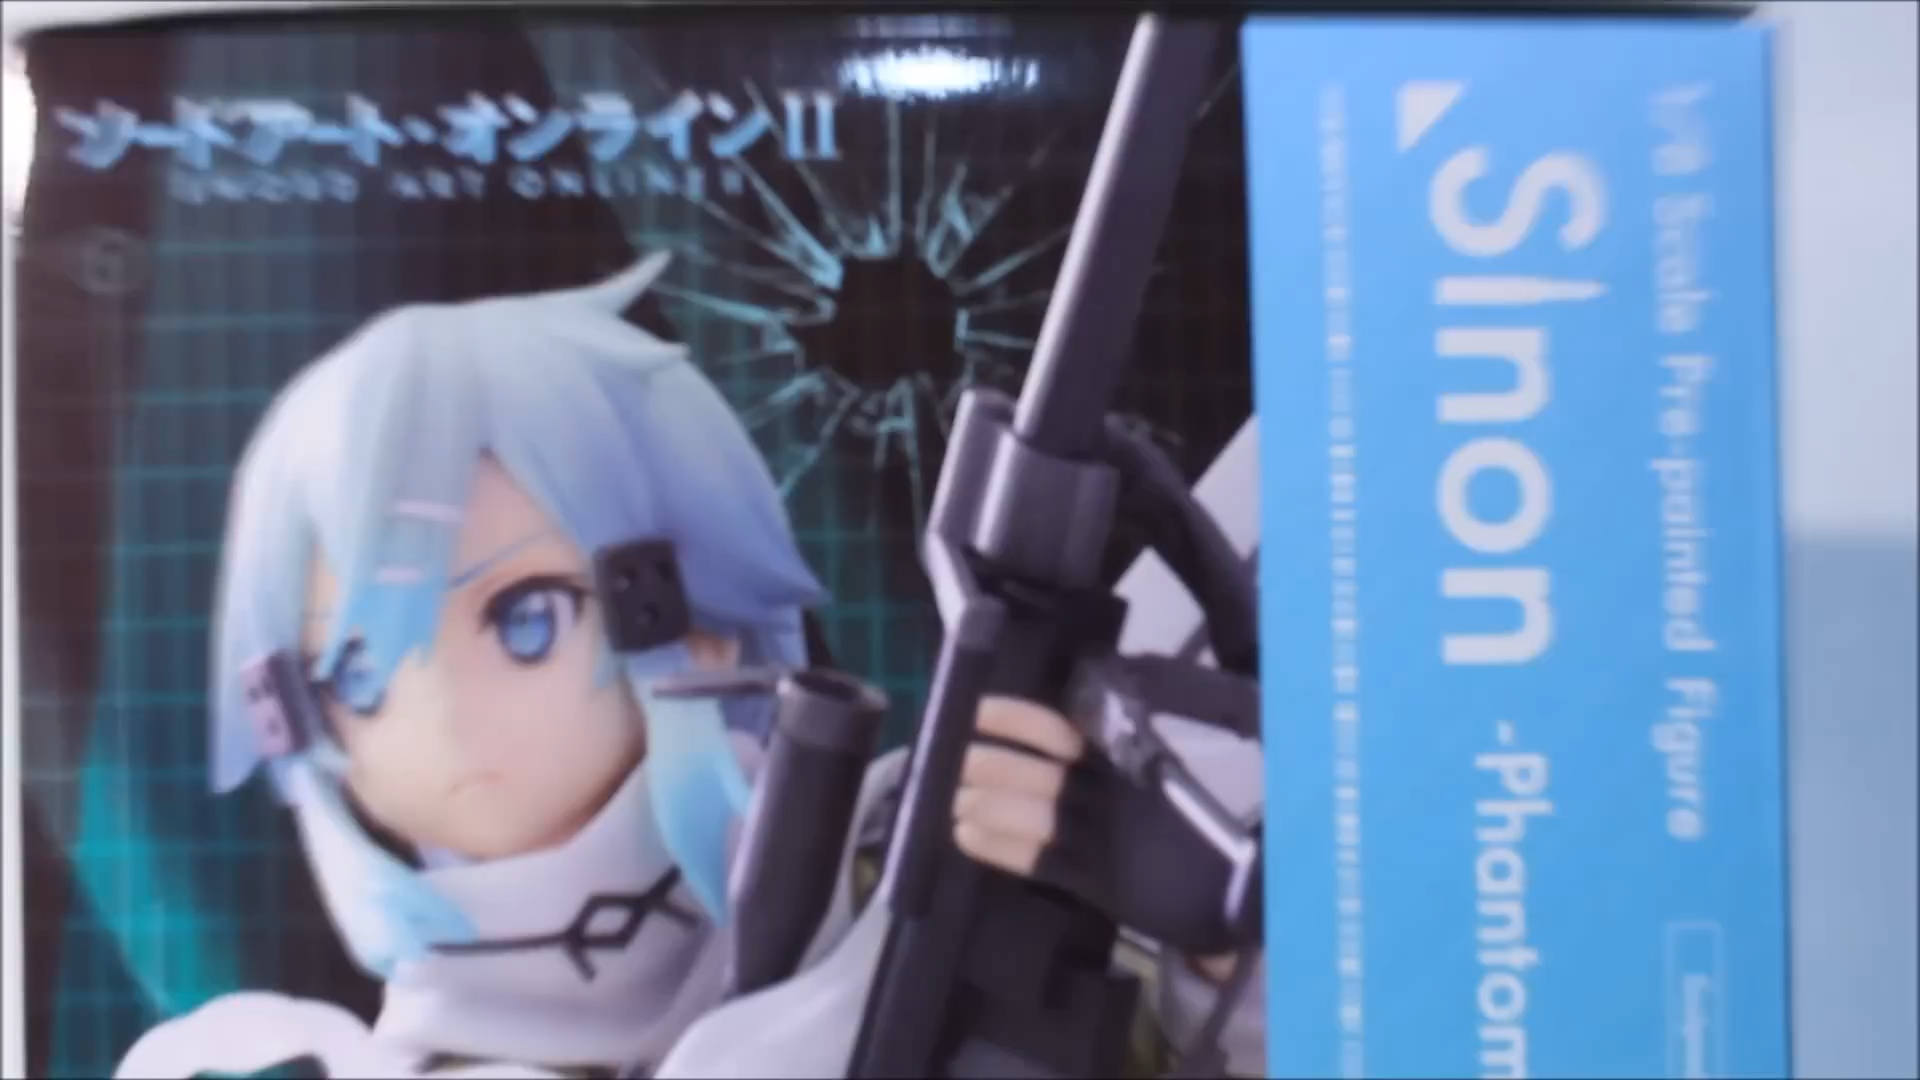 ソードアート・オンラインII
SWORD ART ONLINE II
1/8 Scale Pre-painted Figure
Sinon
-Phantom